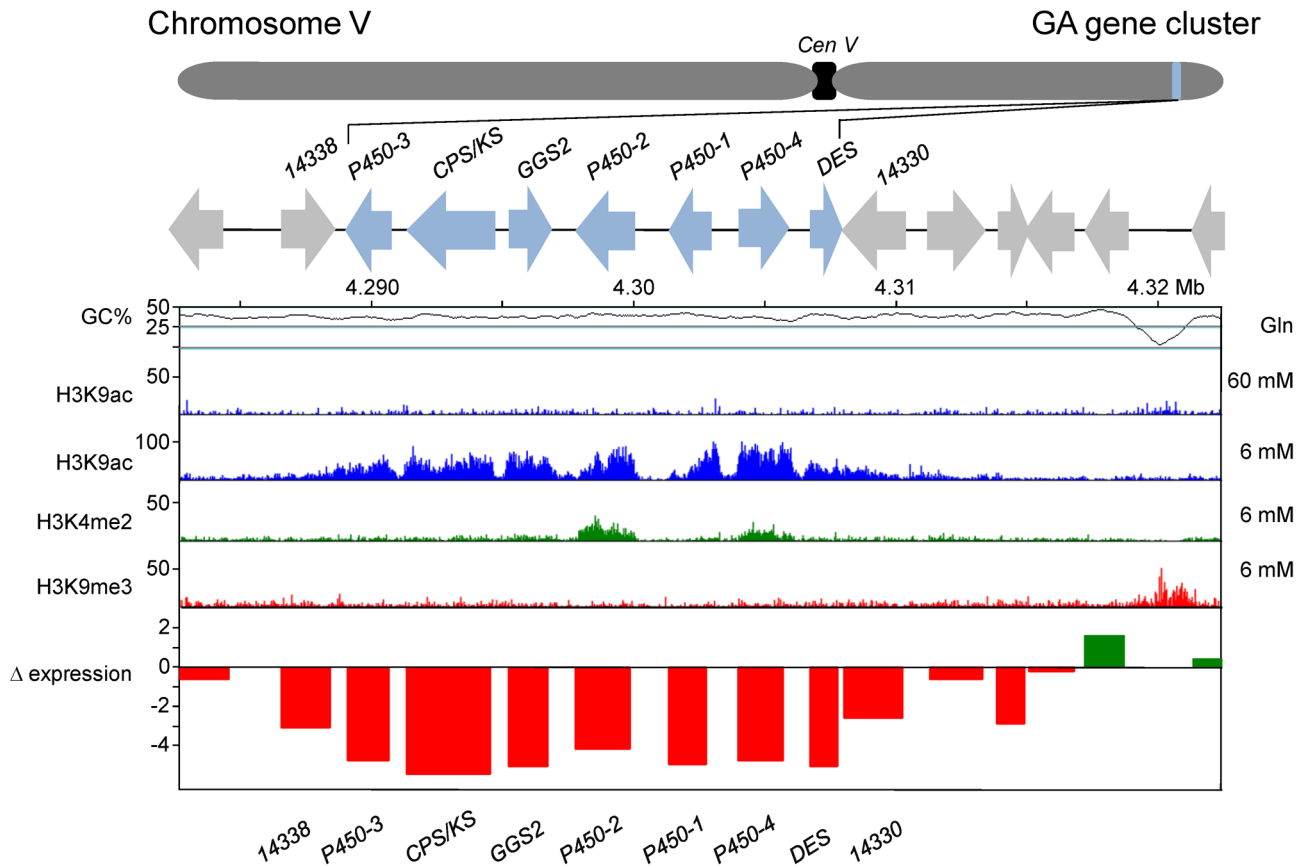 Chromosome V
GA gene cluster
Cen V
14338 P450-3 CPS/KS GGS2 P450-2 P450-1 P450-4 DES 14330
4.290 4.30 4.31 4.32 Mb
GC% 50
25
Gln
H3K9ac 50 60 mM
H3K9ac 100 6 mM
H3K4me2 50 6 mM
H3K9me3 50 6 mM
2
0
Δ expression
-2
-4
14338 P450-3 CPS/KS GGS2 P450-2 P450-1 P450-4 DES 14330